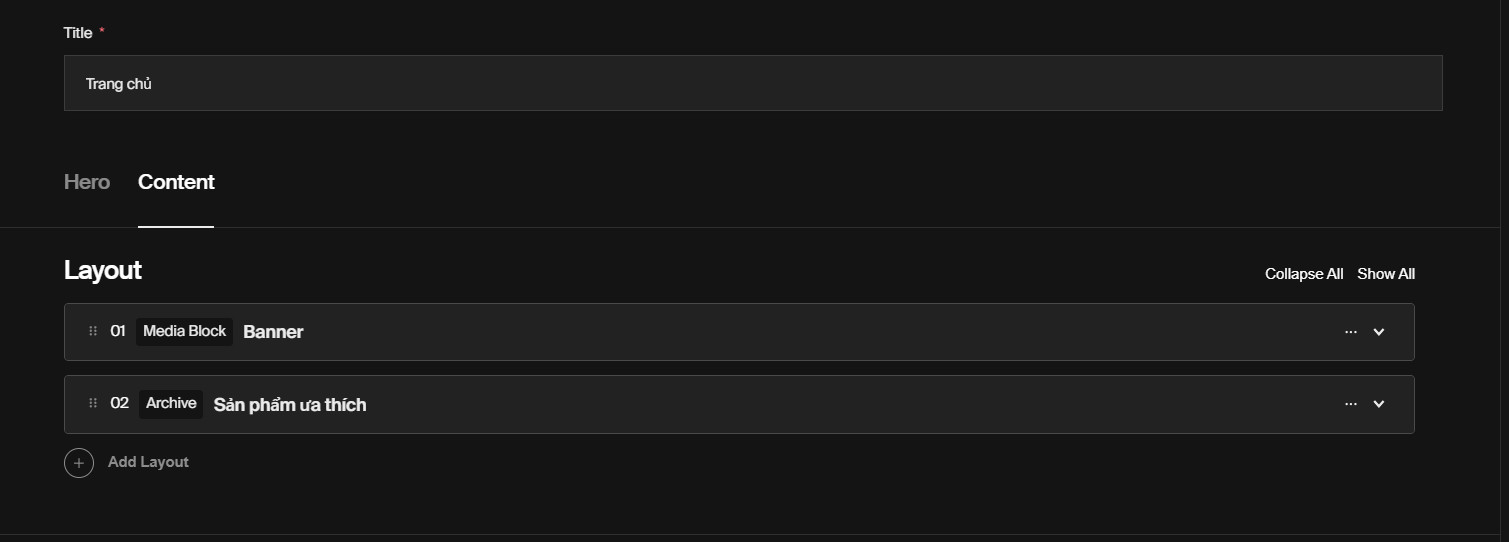 Title *
Trang chủ
Hero Content
Layout
Collapse All Show All
01 Media Block Banner
02 Archive Sản phẩm ưa thích
Add Layout